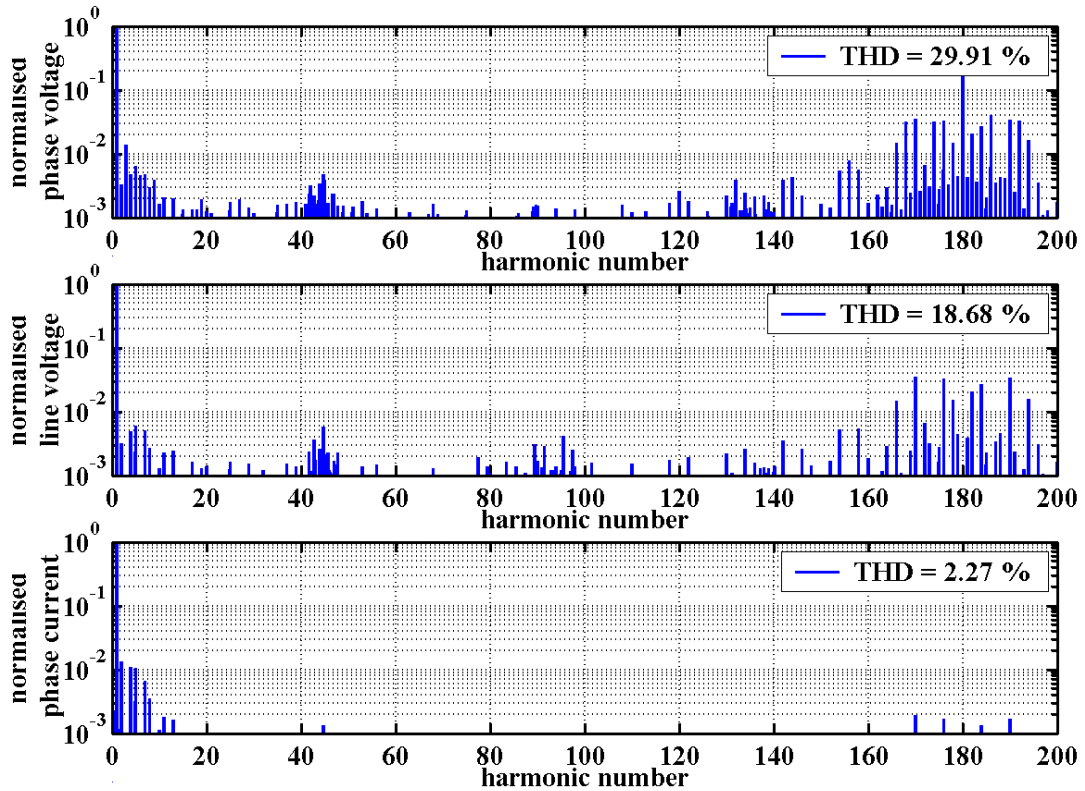 normalised
phase voltage
10^0
10^-1
10^-2
10^-3
THD = 29.91 %
0 20 40 60 80 100 120 140 160 180 200
harmonic number
normalised
line voltage
10^0
10^-1
10^-2
10^-3
THD = 18.68 %
0 20 40 60 80 100 120 140 160 180 200
harmonic number
normalised
phase current
10^0
10^-1
10^-2
10^-3
THD = 2.27 %
0 20 40 60 80 100 120 140 160 180 200
harmonic number